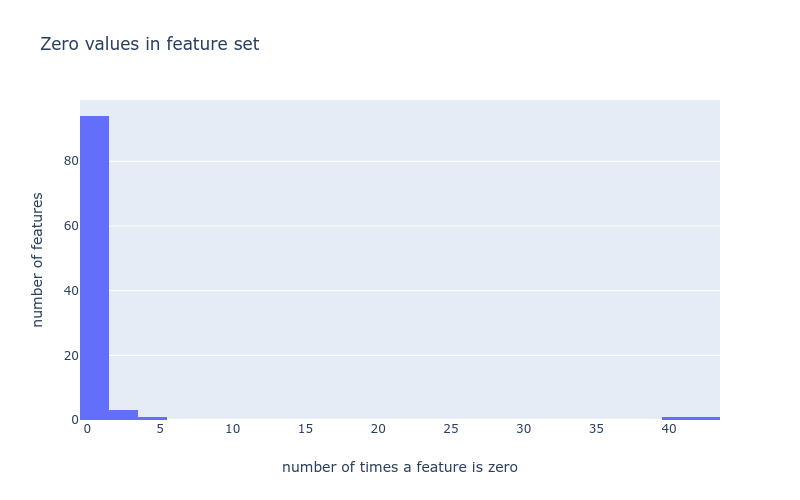 Zero values in feature set
number of features
80
60
40
20
0
0 5 10 15 20 25 30 35 40
number of times a feature is zero